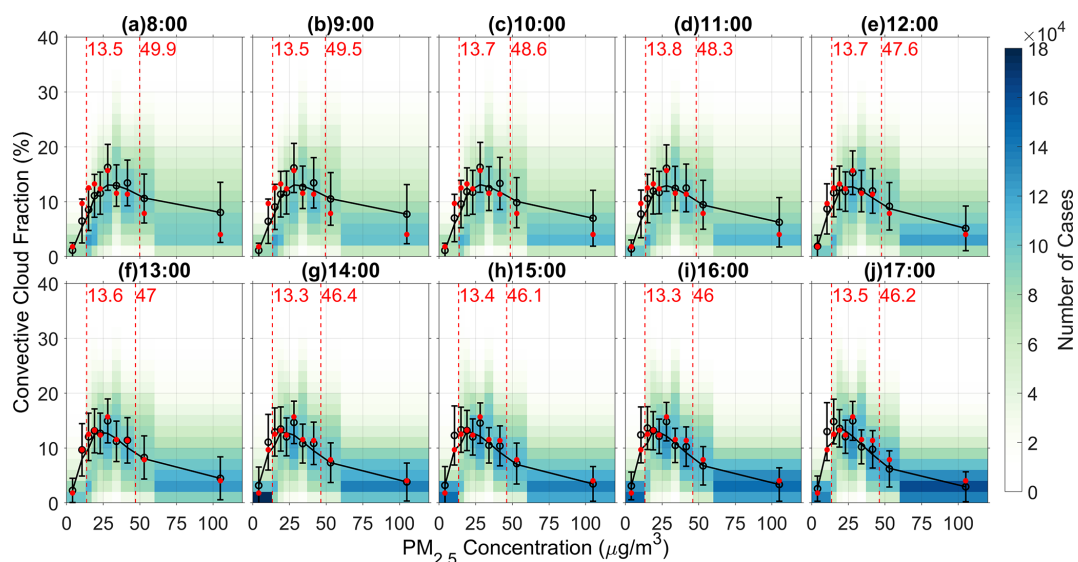 (a)8:00 (b)9:00 (c)10:00 (d)11:00 (e)12:00
×10⁴
40 13.5 49.9 13.5 49.5 13.7 48.6 13.8 48.3 13.7 47.6 18
30 16
20 14
10 12
0 10
(f)13:00 (g)14:00 (h)15:00 (i)16:00 (j)17:00
40 13.6 47 13.3 46.4 13.4 46.1 13.3 46 13.5 46.2 8
30 6
20 4
10 2
0 0
0 25 50 75 100 0 25 50 75 100 0 25 50 75 100 0 25 50 75 100 0 25 50 75 100
Convective Cloud Fraction (%)
PM2.5 Concentration (μg/m³)
Number of Cases